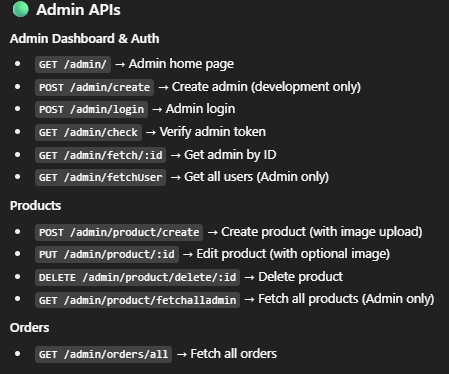 Admin APIs
Admin Dashboard & Auth
• GET /admin/ → Admin home page
• POST /admin/create → Create admin (development only)
• POST /admin/login → Admin login
• GET /admin/check → Verify admin token
• GET /admin/fetch/:id → Get admin by ID
• GET /admin/fetchUser → Get all users (Admin only)
Products
• POST /admin/product/create → Create product (with image upload)
• PUT /admin/product/:id → Edit product (with optional image)
• DELETE /admin/product/delete/:id → Delete product
• GET /admin/product/fetchalladmin → Fetch all products (Admin only)
Orders
• GET /admin/orders/all → Fetch all orders